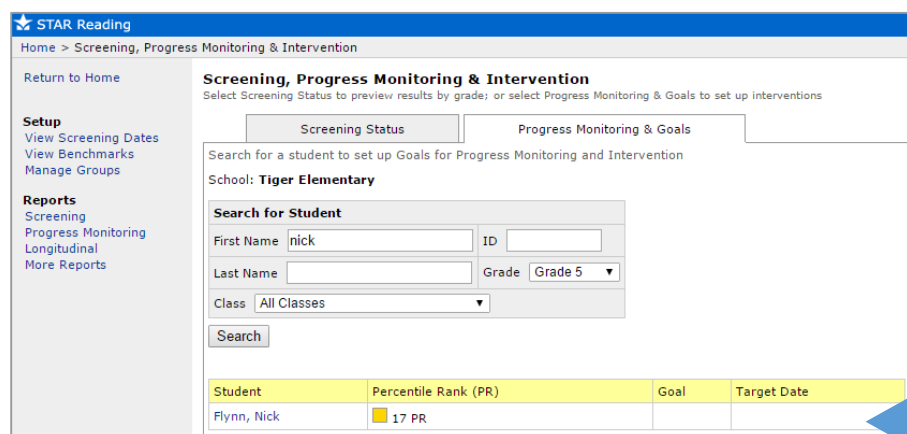 STAR Reading
Home > Screening, Progress Monitoring & Intervention
Return to Home
Setup
View Screening Dates
View Benchmarks
Manage Groups
Reports
Screening
Progress Monitoring
Longitudinal
More Reports
Screening, Progress Monitoring & Intervention
Select Screening Status to preview results by grade; or select Progress Monitoring & Goals to set up interventions
Screening Status Progress Monitoring & Goals
Search for a student to set up Goals for Progress Monitoring and Intervention
School: Tiger Elementary
Search for Student
First Name nick ID
Last Name Grade Grade 5
Class All Classes
Search
Student Percentile Rank (PR) Goal Target Date
Flynn, Nick 17 PR